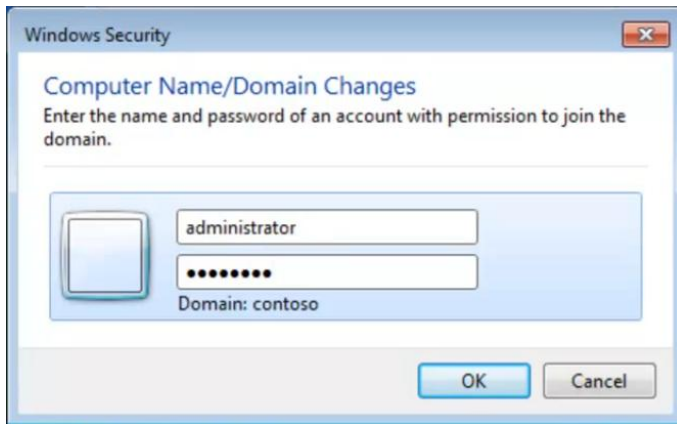 Windows Security
Computer Name/Domain Changes
Enter the name and password of an account with permission to join the
domain.
administrator
●●●●●●●●
Domain: contoso
OK
Cancel